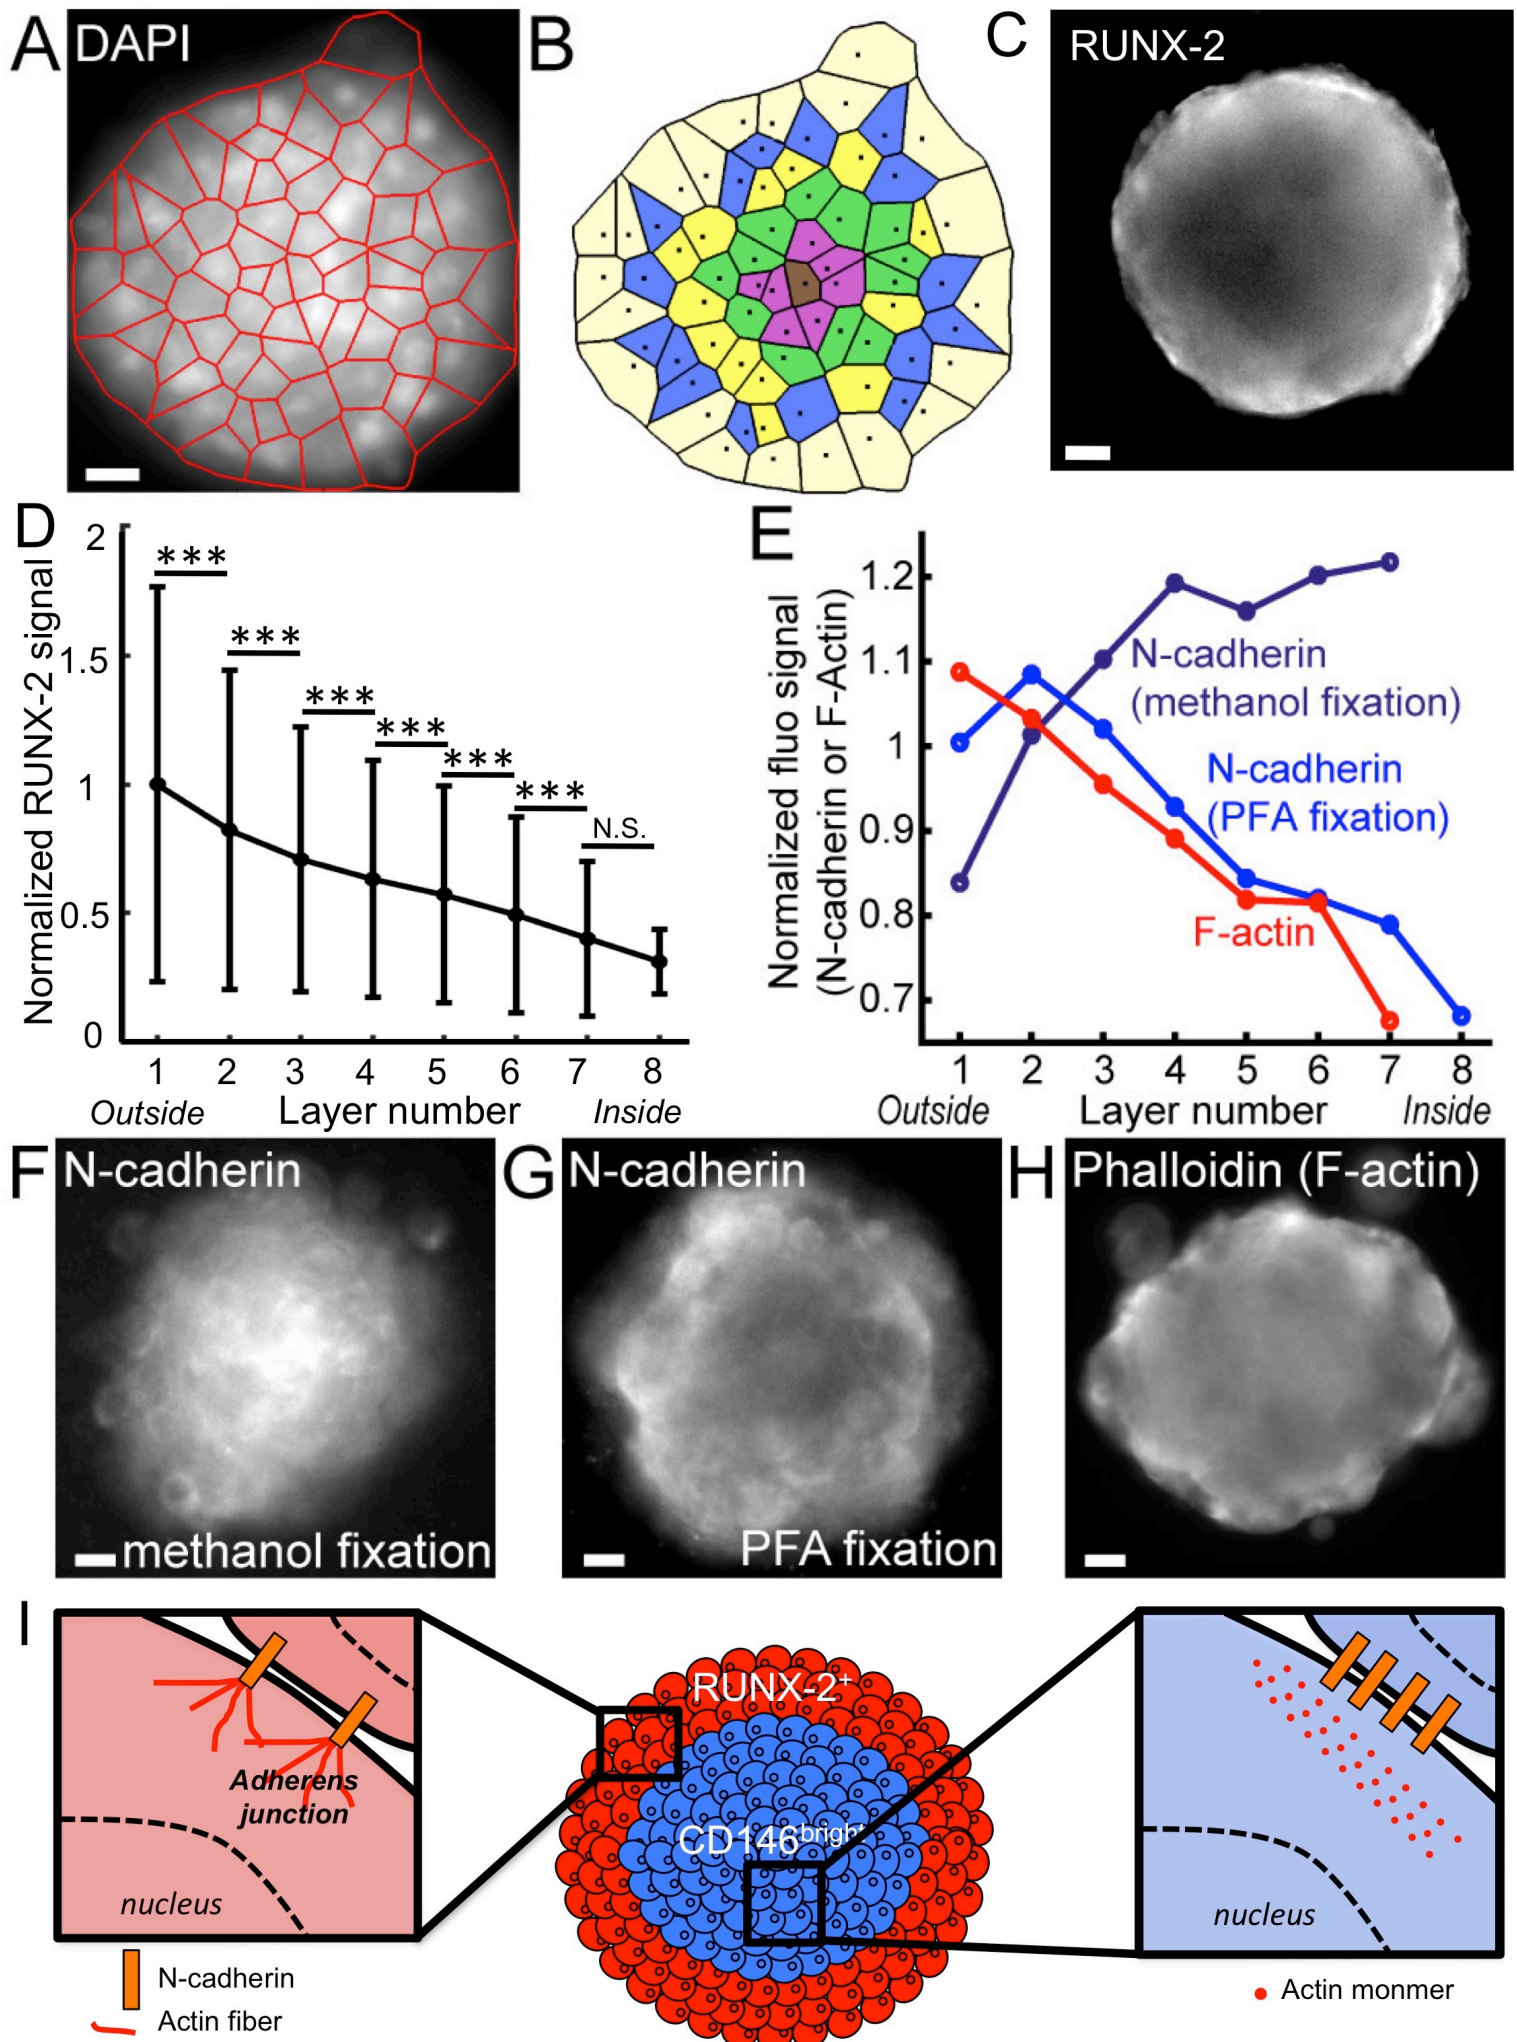 A
DAPI
B
C
RUNX-2
D
Normalized RUNX-2 signal
2
1.5
1
0.5
0
***
***
***
***
***
***
N.S.
1 2 3 4 5 6 7 8
Outside Layer number Inside
E
Normalized fluo signal
(N-cadherin or F-Actin)
1.2
1.1
1
0.9
0.8
0.7
N-cadherin
(methanol fixation)
N-cadherin
(PFA fixation)
F-actin
1 2 3 4 5 6 7 8
Outside Layer number Inside
F
N-cadherin
methanol fixation
G
N-cadherin
PFA fixation
H
Phalloidin (F-actin)
I
Adherens
junction
nucleus
N-cadherin
Actin fiber
RUNX-2+
CD146bright
nucleus
Actin monmer